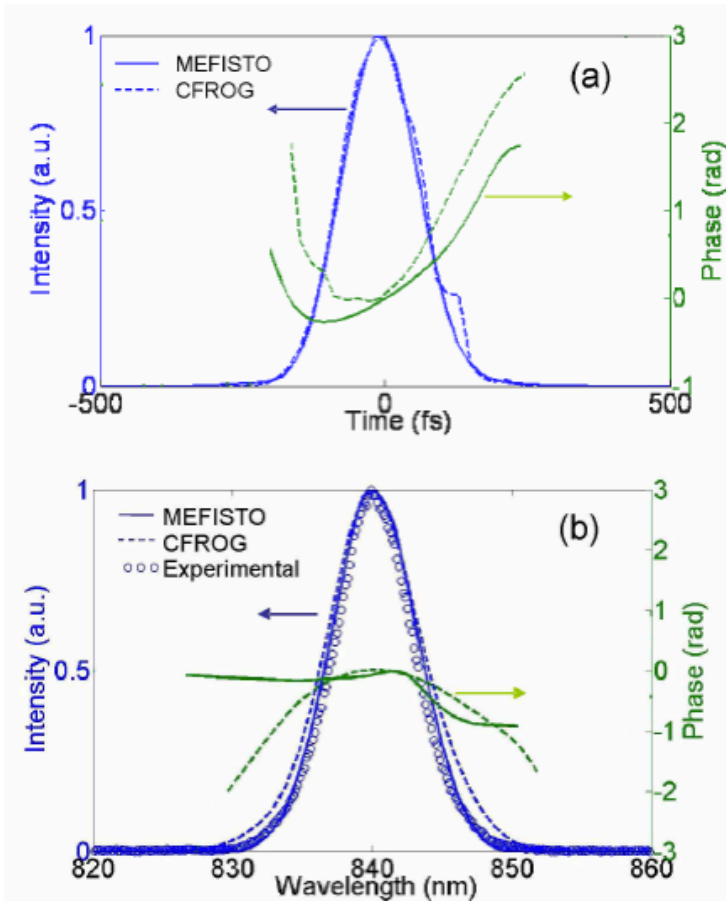 1
3
MEFISTO
CFROG
(a)
2
Intensity (a.u.)
0.5
1
Phase (rad)
0
0
-1
-500
0
500
Time (fs)
1
3
MEFISTO
CFROG
Experimental
(b)
2
1
Intensity (a.u.)
0.5
0
Phase (rad)
-1
-2
0
-3
820
830
840
850
860
Wavelength (nm)